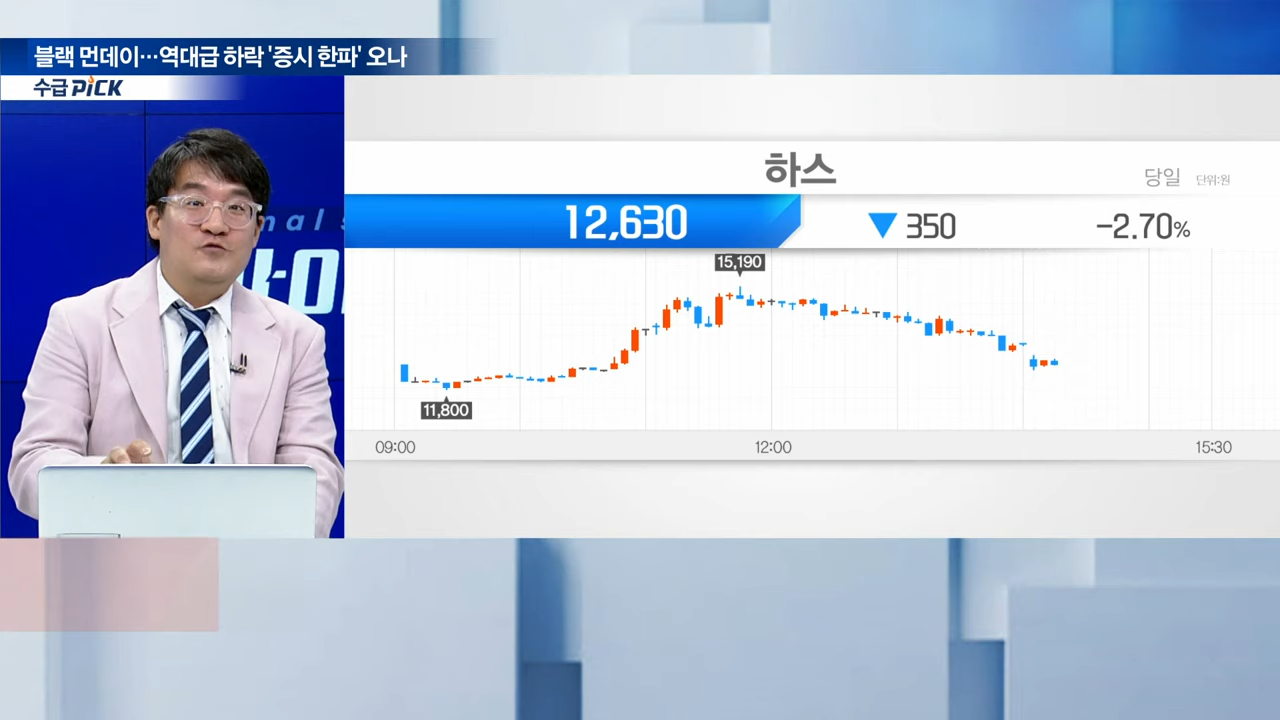 블랙 먼데이…역대급 하락 '증시 한파' 오나
수급 PiCK
하스
당일 단위:원
12,630 ▼ 350 -2.70%
15,190
11,800
09:00 12:00 15:30